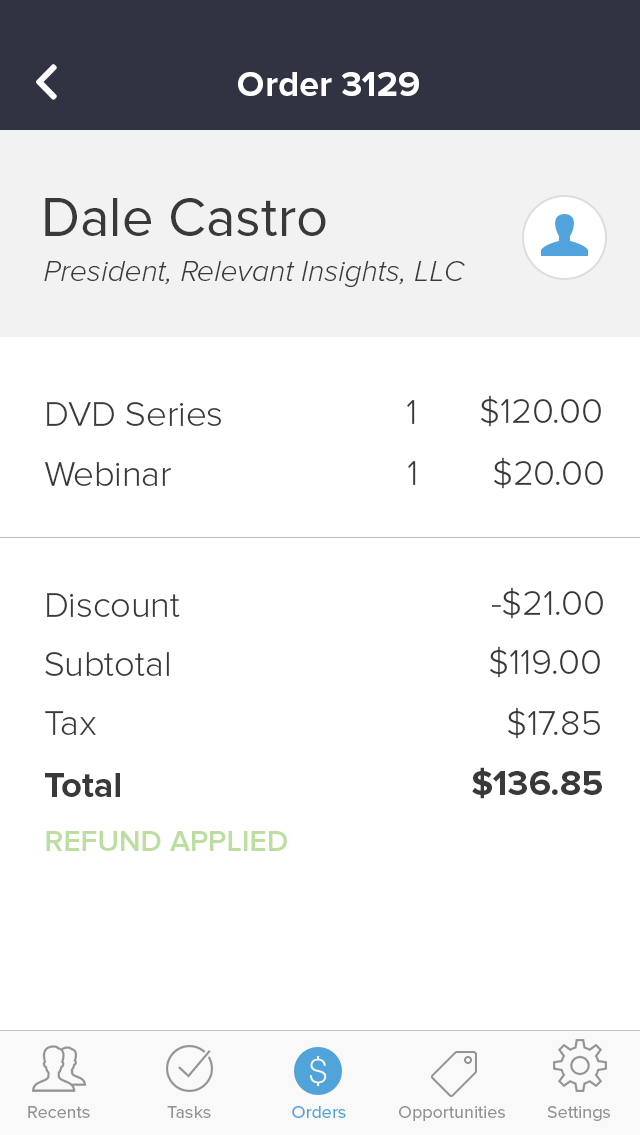 Order 3129
Dale Castro
President, Relevant Insights, LLC
DVD Series 1 $120.00
Webinar 1 $20.00
Discount -$21.00
Subtotal $119.00
Tax $17.85
Total $136.85
REFUND APPLIED
$
Recents Tasks Orders Opportunities Settings